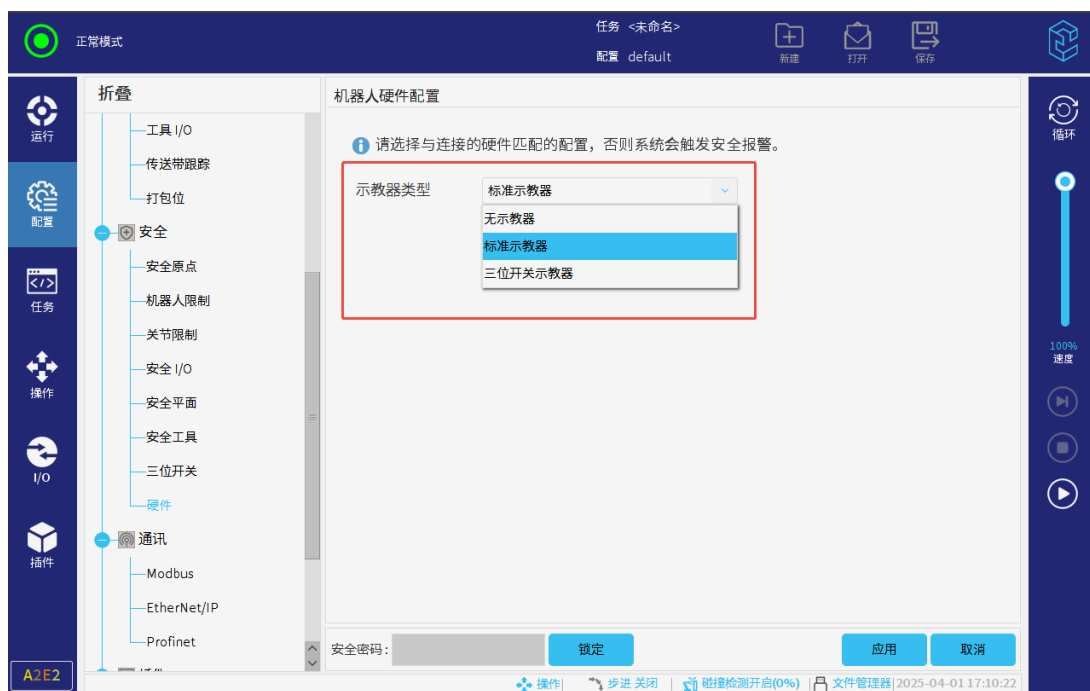 正常模式
任务 <未命名>
配置 default
新建
打开
保存
运行
配置
任务
操作
I/O
插件
A2E2
折叠
工具 I/O
传送带跟踪
打包位
安全
安全原点
机器人限制
关节限制
安全 I/O
安全平面
安全工具
三位开关
硬件
通讯
Modbus
EtherNet/IP
Profinet
机器人硬件配置
请选择与连接的硬件匹配的配置，否则系统会触发安全报警。
示教器类型
标准示教器
无示教器
标准示教器
三位开关示教器
安全密码:
锁定
应用
取消
循环
100%
速度
操作
步进 关闭
碰撞检测开启(0%)
文件管理器
2025-04-01 17:10:22